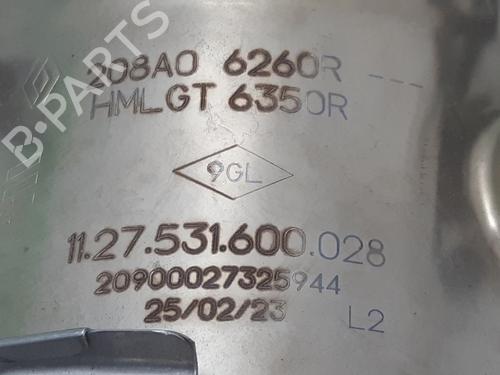 208A0 6260R ---
HMLGT 6350R
9GL
11.27.531.600.028
20900027325944
25/02/23 L2
B-PARTS